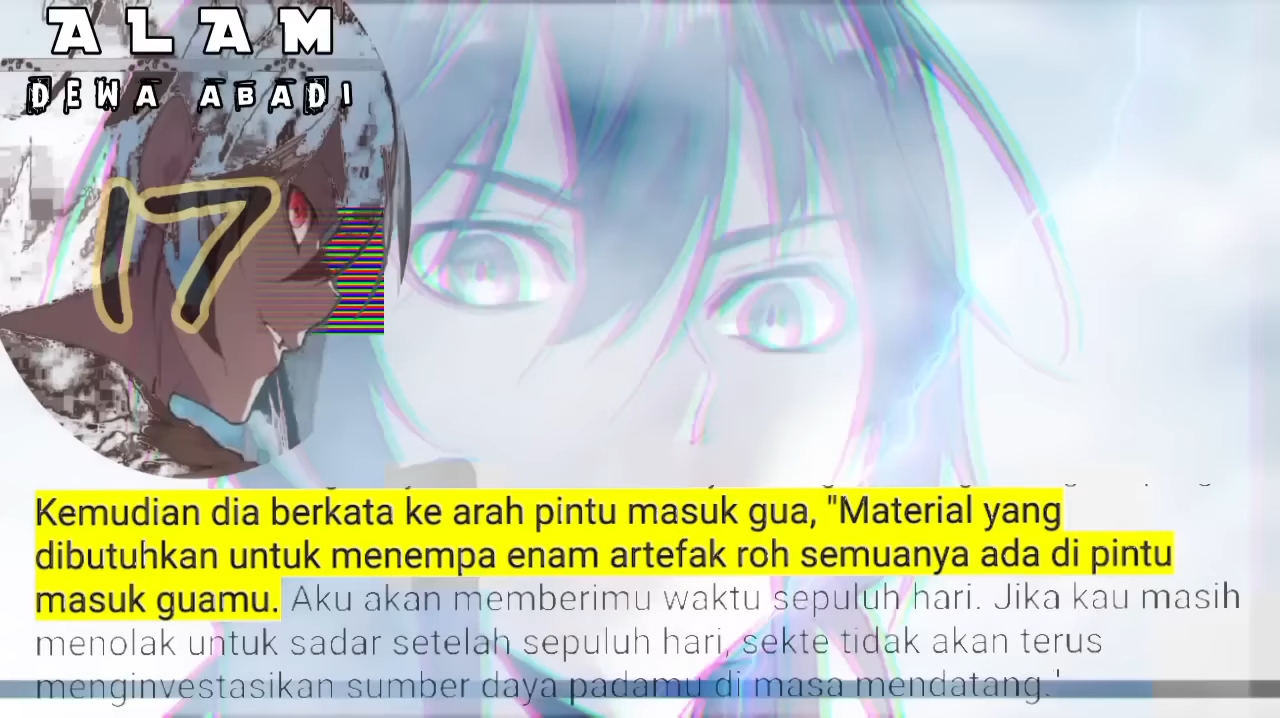 ALAM
DEWA ABADI
17
Kemudian dia berkata ke arah pintu masuk gua, "Material yang
dibutuhkan untuk menempa enam artefak roh semuanya ada di pintu
masuk guamu. Aku akan memberimu waktu sepuluh hari. Jika kau masih
menolak untuk sadar setelah sepuluh hari, sekte tidak akan terus
menginvestasikan sumber daya padamu di masa mendatang.'